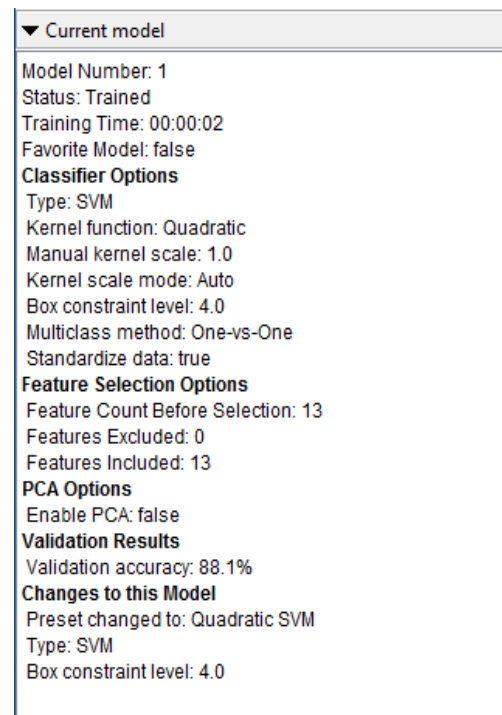 Current model
Model Number: 1
Status: Trained
Training Time: 00:00:02
Favorite Model: false
Classifier Options
Type: SVM
Kernel function: Quadratic
Manual kernel scale: 1.0
Kernel scale mode: Auto
Box constraint level: 4.0
Multiclass method: One-vs-One
Standardize data: true
Feature Selection Options
Feature Count Before Selection: 13
Features Excluded: 0
Features Included: 13
PCA Options
Enable PCA: false
Validation Results
Validation accuracy: 88.1%
Changes to this Model
Preset changed to: Quadratic SVM
Type: SVM
Box constraint level: 4.0